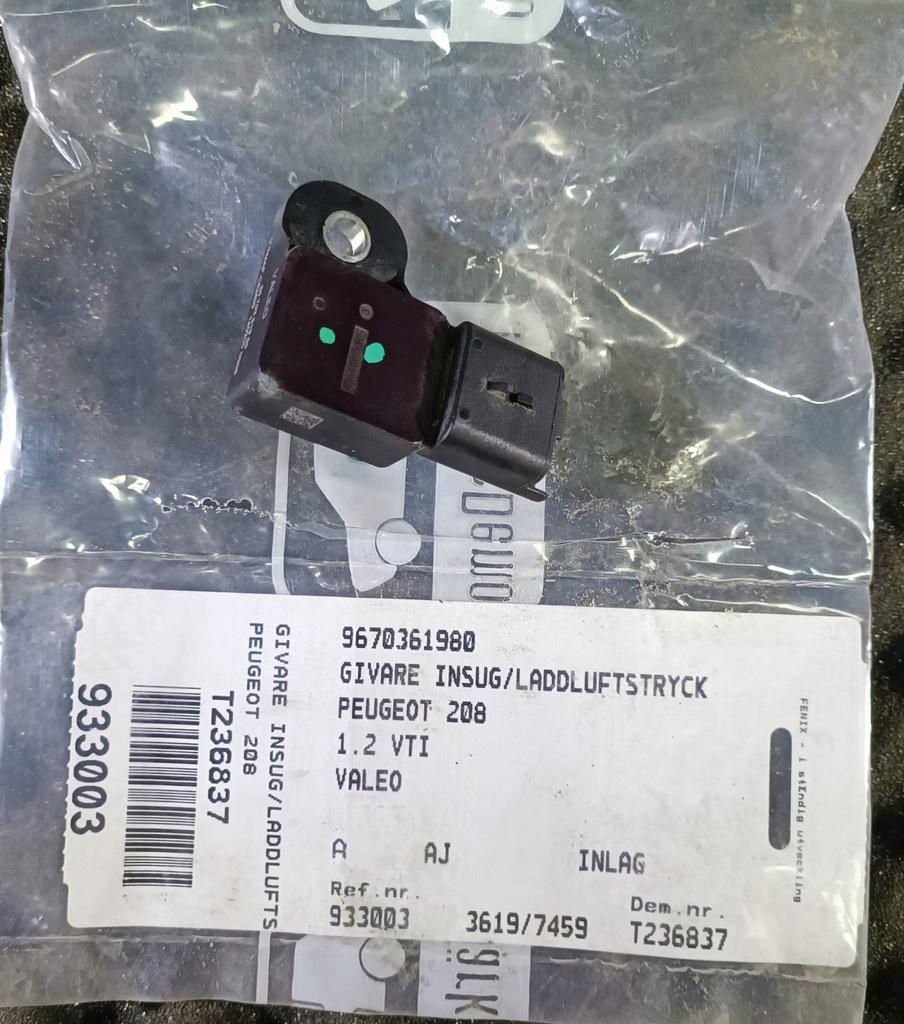 9670361980
GIVARE INSUG/LADDLUFTSTRYCK
PEUGEOT 208
1.2 VTI
VALEO
A AJ INLAG
Ref.nr. Dem.nr.
933003 3619/7459 T236837
933003
T236837
PEUGEOT 208
GIVARE INSUG/LADDLUFTS
FENIX - i stEndig utveckling